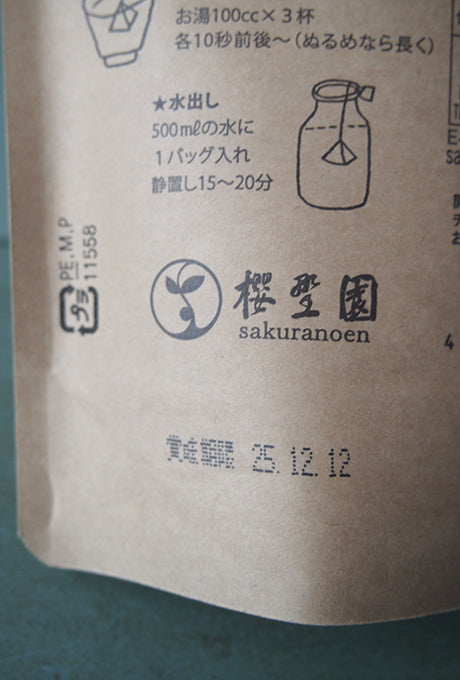 お湯100cc×3杯
各10秒前後～(ぬるめなら長く)
★水出し
500mℓの水に
1バッグ入れ
静置し15～20分
PE.M.P
11558
プラ
櫻野園
sakuranoen
賞味期限 25.12.12
4